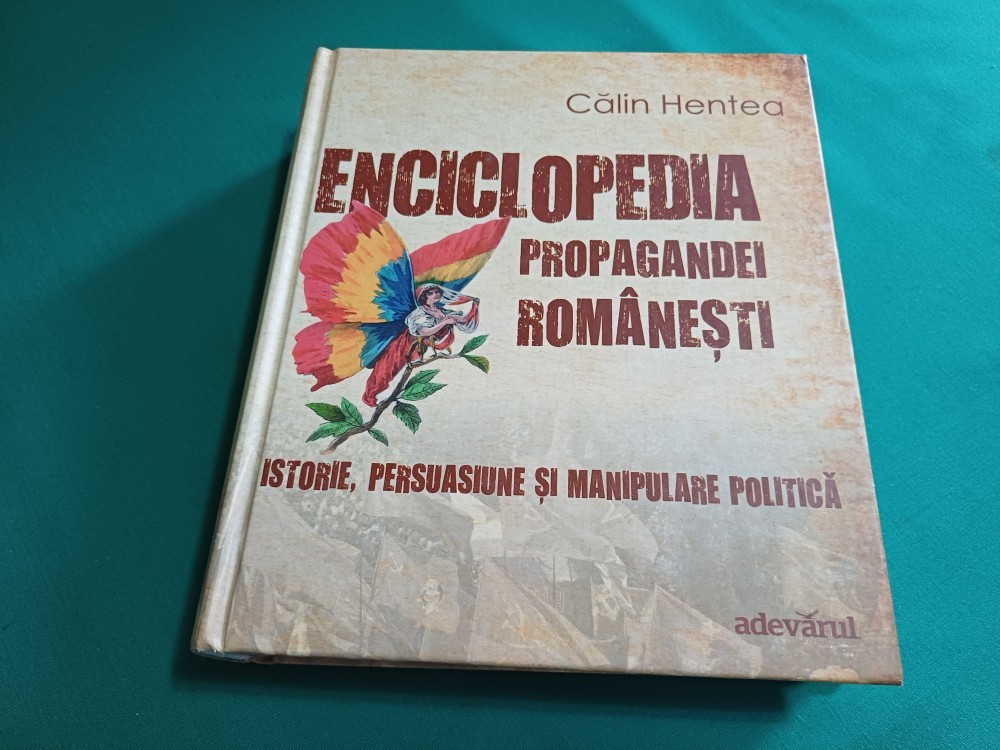 Călin Hentea
ENCICLOPEDIA
PROPAGANDEI
ROMÂNEȘTI
ISTORIE, PERSUASIUNE ȘI MANIPULARE POLITICĂ
adevărul